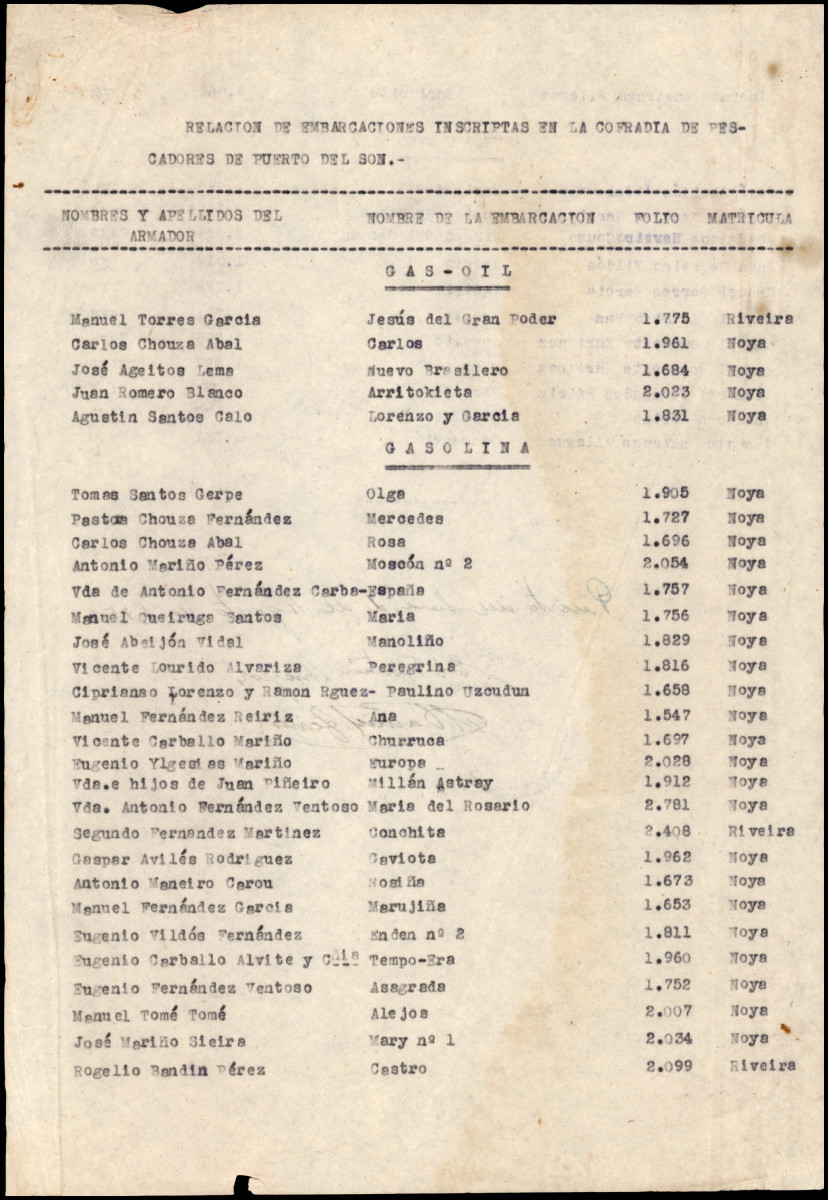 RELACION DE EMBARCACIONES INSCRIPTAS EN LA COFRADIA DE PES-
CADORES DE PUERTO DEL SON.-
NOMBRES Y APELLIDOS DEL ARMADOR NOMBRE DE LA EMBARCACION FOLIO MATRICULA
GAS-OIL
Manuel Torres Garcia Jesús del Gran Poder 1.775 Riveira
Carlos Chouza Abal Carlos 1.961 Noya
José Ageitos Lema Nuevo Brasilero 1.684 Noya
Juan Romero Blanco Arritokieta 2.023 Noya
Agustin Santos Calo Lorenzo y Garcia 1.831 Noya
GASOLINA
Tomas Santos Gerpe Olga 1.905 Noya
Pastora Chouza Fernández Mercedes 1.727 Noya
Carlos Chouza Abal Rosa 1.696 Noya
Antonio Mariño Pérez Moscón nº 2 2.054 Noya
Vda de Antonio Fernández Carba-España 1.757 Noya
Manuel Queiruga Santos Maria 1.756 Noya
José Abeijón Vidal Manoliño 1.829 Noya
Vicente Lourido Alvariza Peregrina 1.816 Noya
Ciprianao Lorenzo y Ramon Rguez- Paulino Uzcudun 1.658 Noya
Manuel Fernández Reiriz Ana 1.547 Noya
Vicente Carballo Mariño Churruca 1.697 Noya
Eugenio Ylgesias Mariño Europa 2.028 Noya
Vda.e hijos de Juan Piñeiro Millán Astray 1.912 Noya
Vda. Antonio Fernández Ventoso Maria del Rosario 2.781 Noya
Segundo Fernandez Martinez Conchita 2.408 Riveira
Gaspar Avilés Rodriguez Gaviota 1.962 Noya
Antonio Maneiro Carou Rosiña 1.673 Noya
Manuel Fernández Garcia Marujiña 1.653 Noya
Eugenio Vildós Fernández Enden nº 2 1.811 Noya
Eugenio Carballo Alvite y Cñia Tempo-Era 1.960 Noya
Eugenio Fernández Ventoso Asagrada 1.752 Noya
Manuel Tomé Tomé Alejos 2.007 Noya
José Mariño Sieira Mary nº 1 2.034 Noya
Rogelio Bandin Pérez Castro 2.099 Riveira